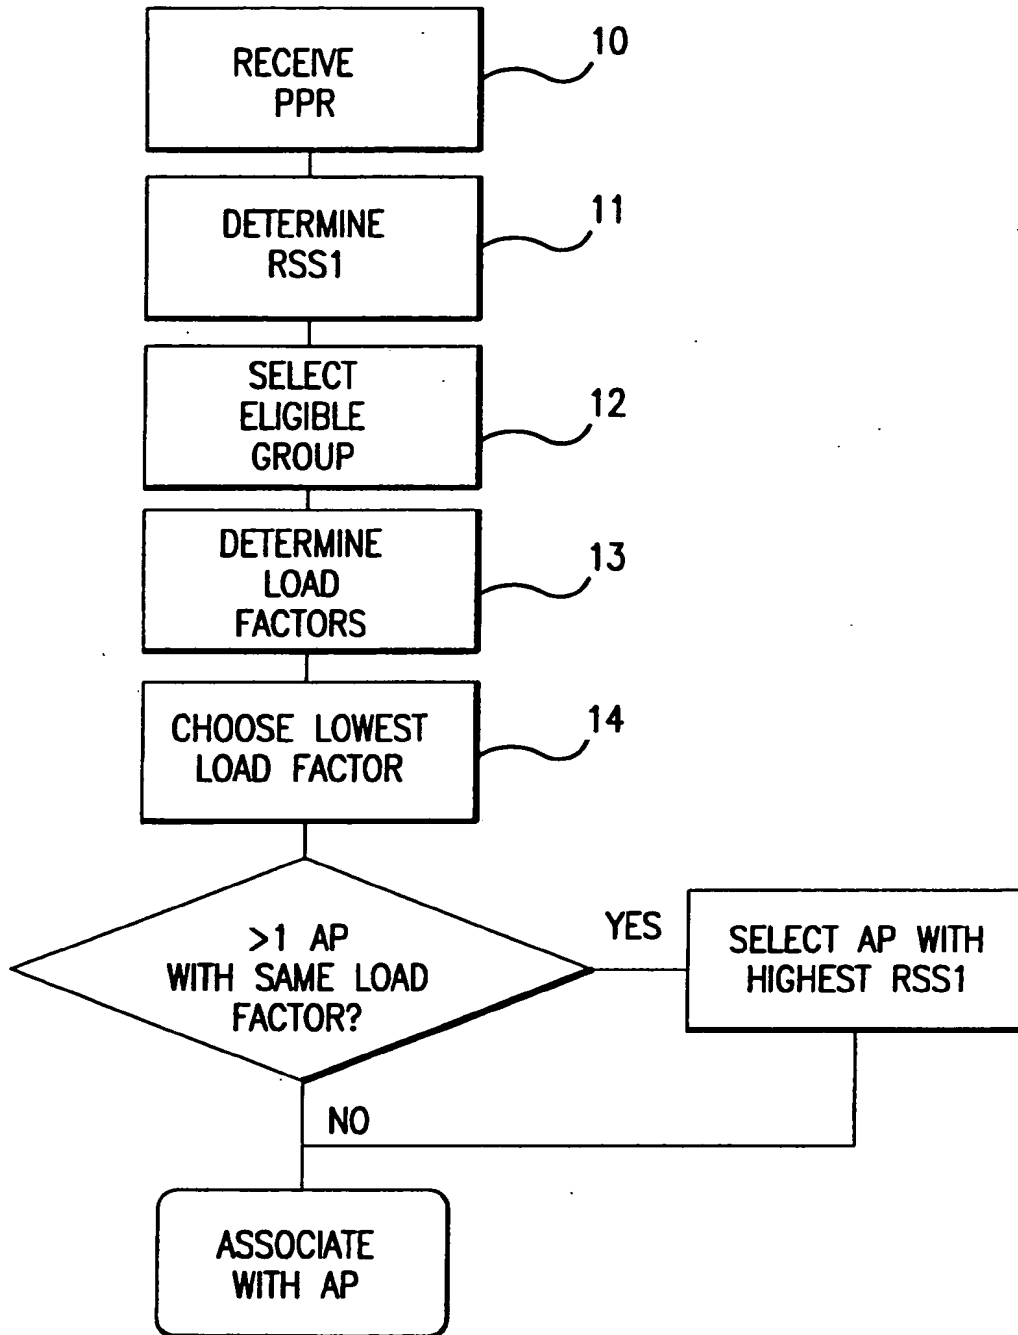 RECEIVE
PPR
10
DETERMINE
RSS1
11
SELECT
ELIGIBLE
GROUP
12
DETERMINE
LOAD
FACTORS
13
CHOOSE LOWEST
LOAD FACTOR
14
>1 AP
WITH SAME LOAD
FACTOR?
YES
SELECT AP WITH
HIGHEST RSS1
NO
ASSOCIATE
WITH AP